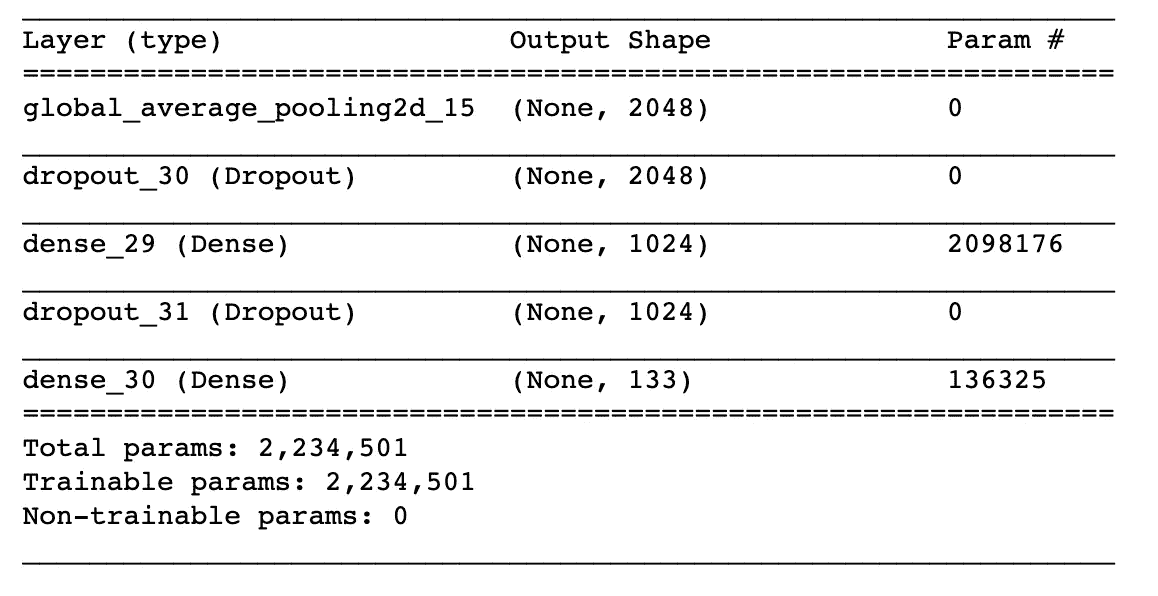 Layer (type) Output Shape Param #
global_average_pooling2d_15 (None, 2048) 0
dropout_30 (Dropout) (None, 2048) 0
dense_29 (Dense) (None, 1024) 2098176
dropout_31 (Dropout) (None, 1024) 0
dense_30 (Dense) (None, 133) 136325
Total params: 2,234,501
Trainable params: 2,234,501
Non-trainable params: 0